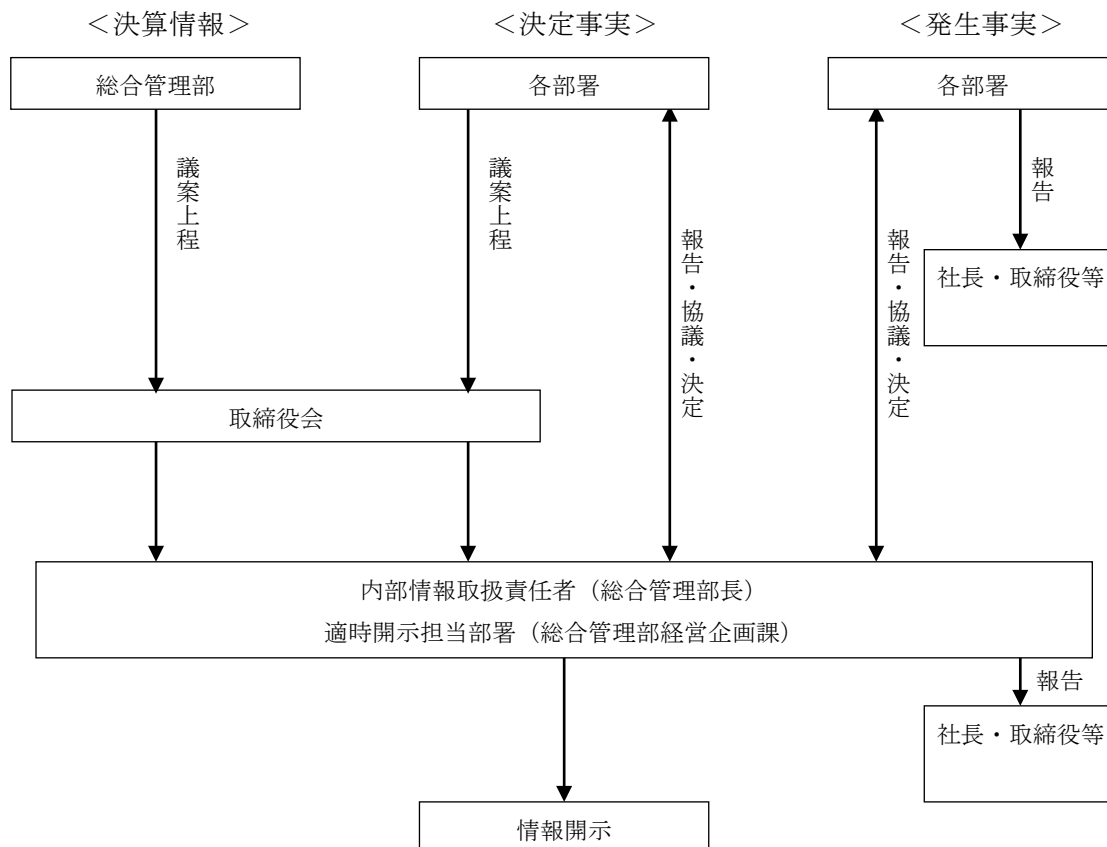 ＜決算情報＞
＜決定事実＞
＜発生事実＞
総合管理部
各部署
各部署
議案上程
議案上程
報告・協議・決定
報告・協議・決定
報告
社長・取締役等
取締役会
内部情報取扱責任者（総合管理部長）
適時開示担当部署（総合管理部経営企画課）
報告
社長・取締役等
情報開示